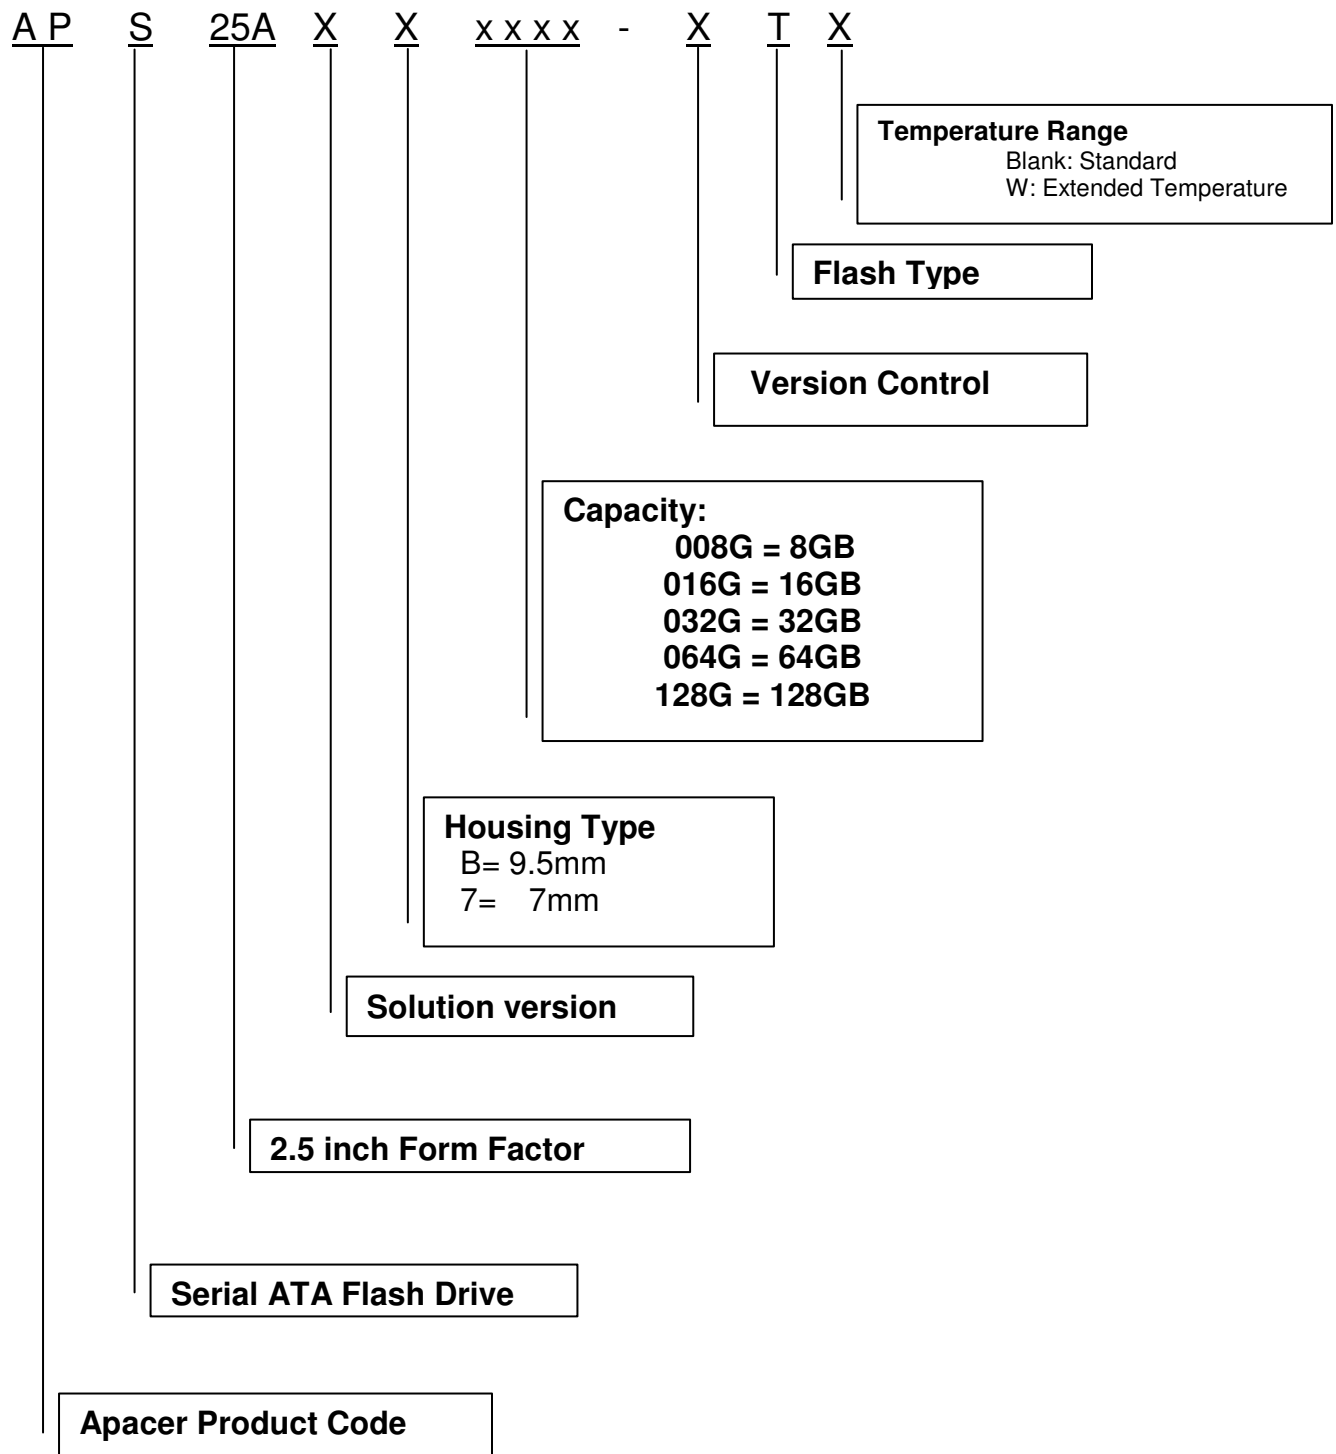 A P S 25A X X x x x x - X T X
Temperature Range
Blank: Standard
W: Extended Temperature
Flash Type
Version Control
Capacity:
008G = 8GB
016G = 16GB
032G = 32GB
064G = 64GB
128G = 128GB
Housing Type
B= 9.5mm
7= 7mm
Solution version
2.5 inch Form Factor
Serial ATA Flash Drive
Apacer Product Code